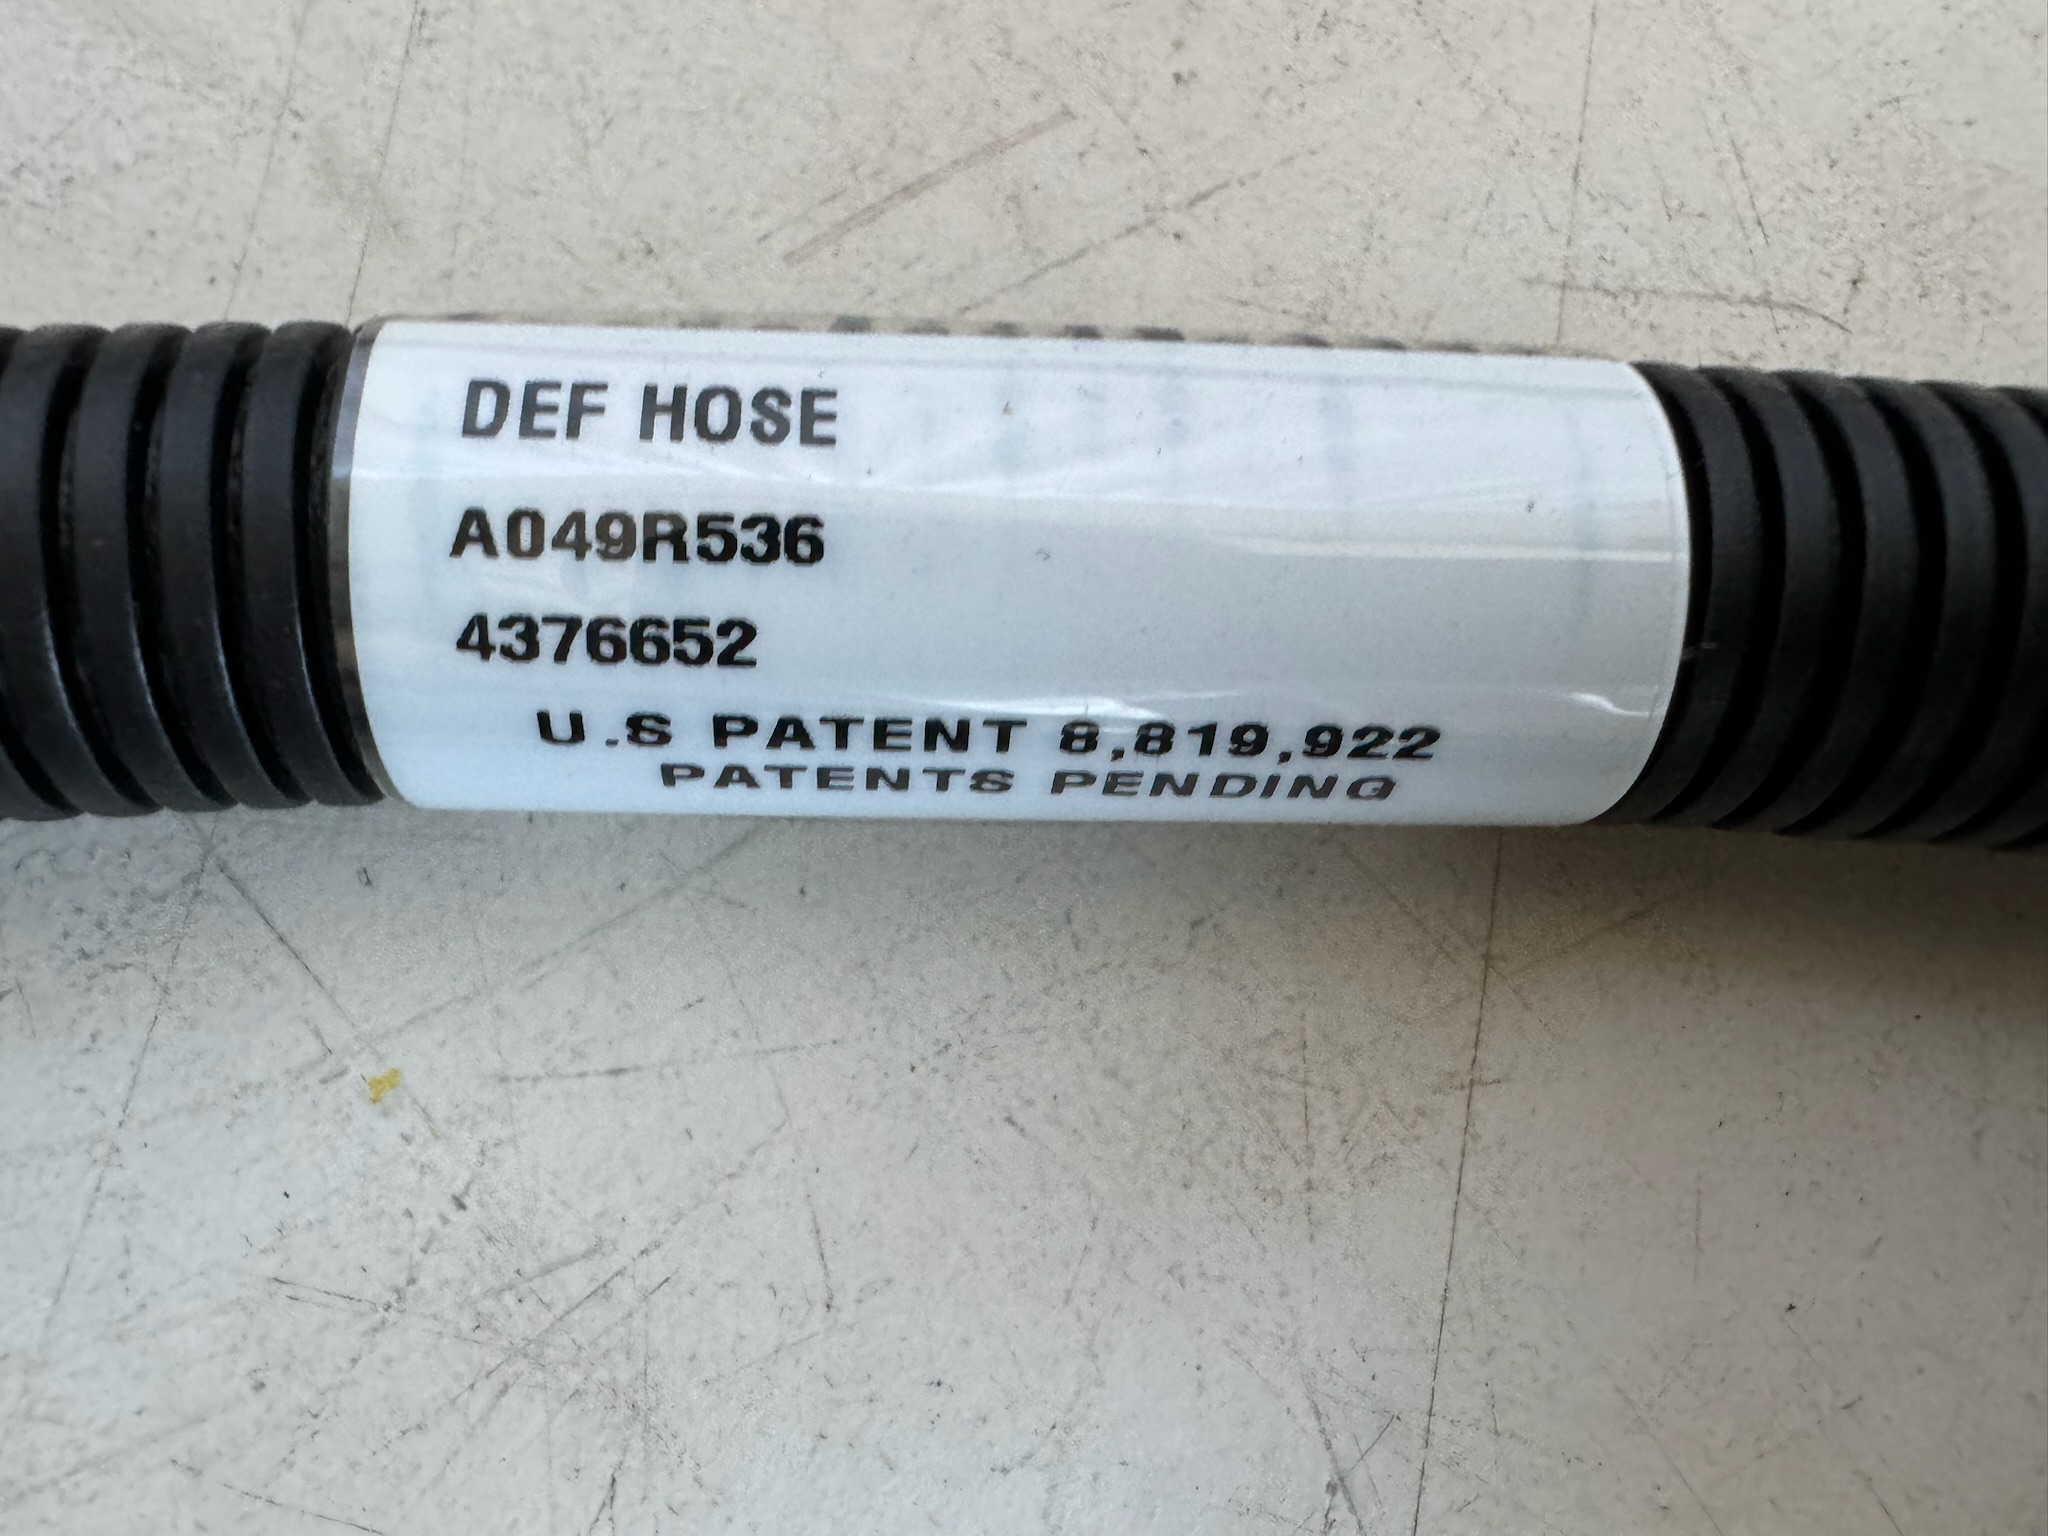 DEF HOSE
A049R536
4376652
U.S PATENT 8,819,922
PATENTS PENDING